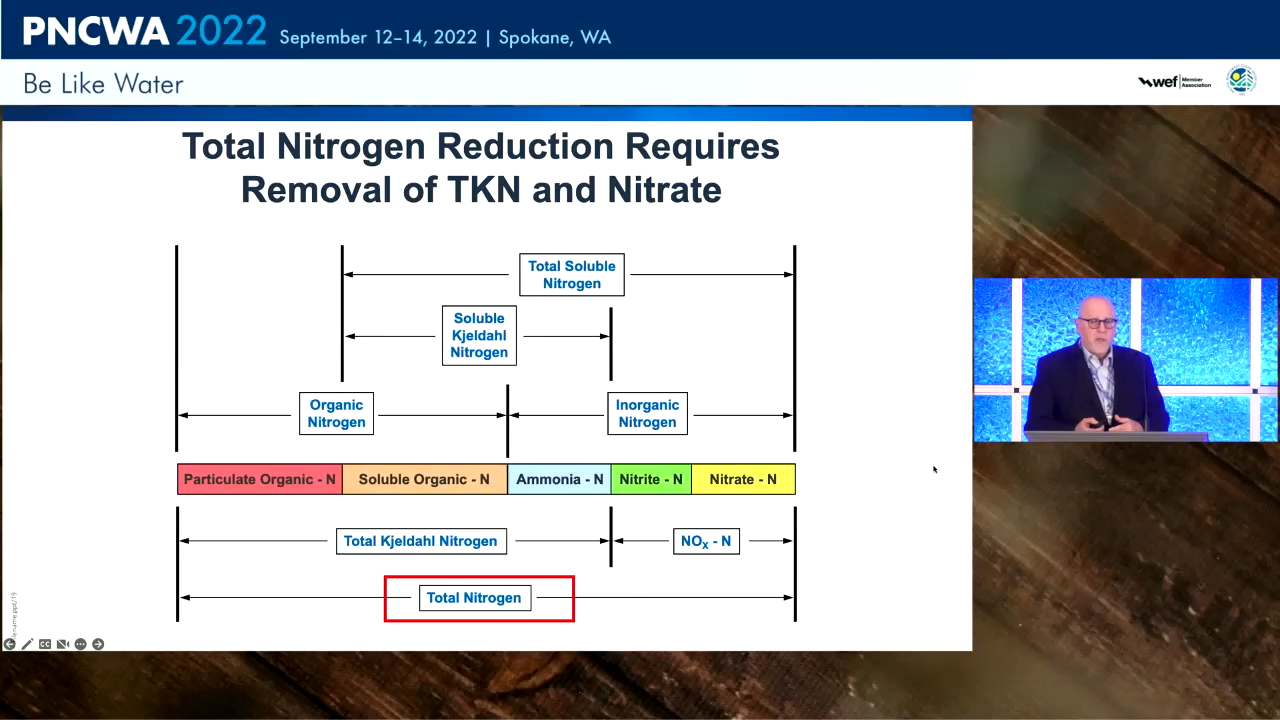 PNCWA 2022 September 12–14, 2022 | Spokane, WA
Be Like Water
wef Member Association
Total Nitrogen Reduction Requires
Removal of TKN and Nitrate
Total Soluble
Nitrogen
Soluble
Kjeldahl
Nitrogen
Organic
Nitrogen
Inorganic
Nitrogen
Particulate Organic - N
Soluble Organic - N
Ammonia - N
Nitrite - N
Nitrate - N
Total Kjeldahl Nitrogen
NOx - N
Total Nitrogen